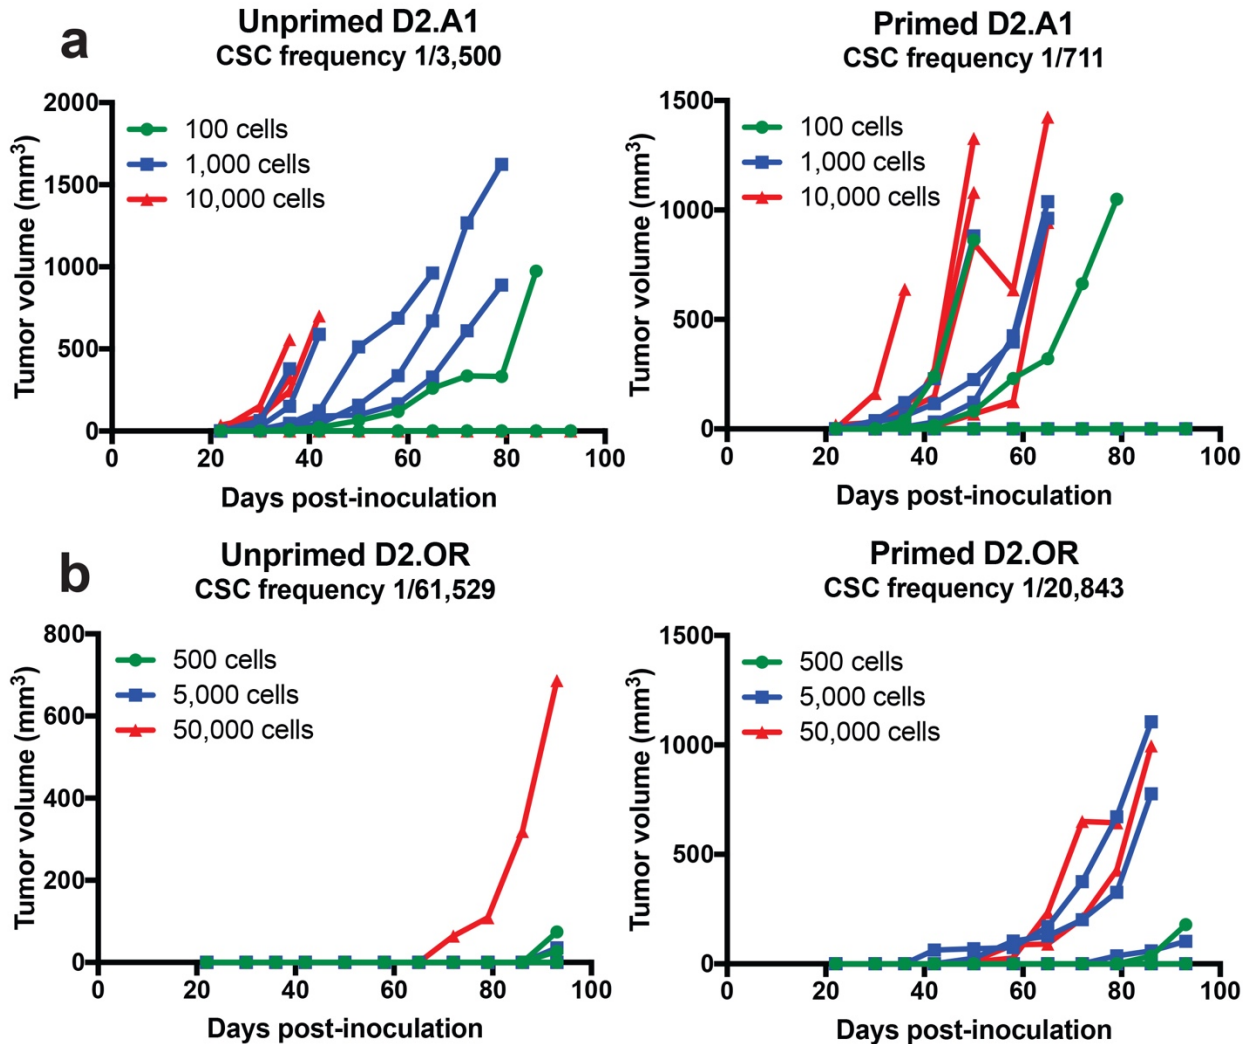 a
Unprimed D2.A1
CSC frequency 1/3,500
Tumor volume (mm³)
2000
1500
1000
500
0
100 cells
1,000 cells
10,000 cells
0 20 40 60 80 100
Days post-inoculation
Primed D2.A1
CSC frequency 1/711
Tumor volume (mm³)
1500
1000
500
0
100 cells
1,000 cells
10,000 cells
0 20 40 60 80 100
Days post-inoculation
b
Unprimed D2.OR
CSC frequency 1/61,529
Tumor volume (mm³)
800
600
400
200
0
500 cells
5,000 cells
50,000 cells
0 20 40 60 80 100
Days post-inoculation
Primed D2.OR
CSC frequency 1/20,843
Tumor volume (mm³)
1500
1000
500
0
500 cells
5,000 cells
50,000 cells
0 20 40 60 80 100
Days post-inoculation